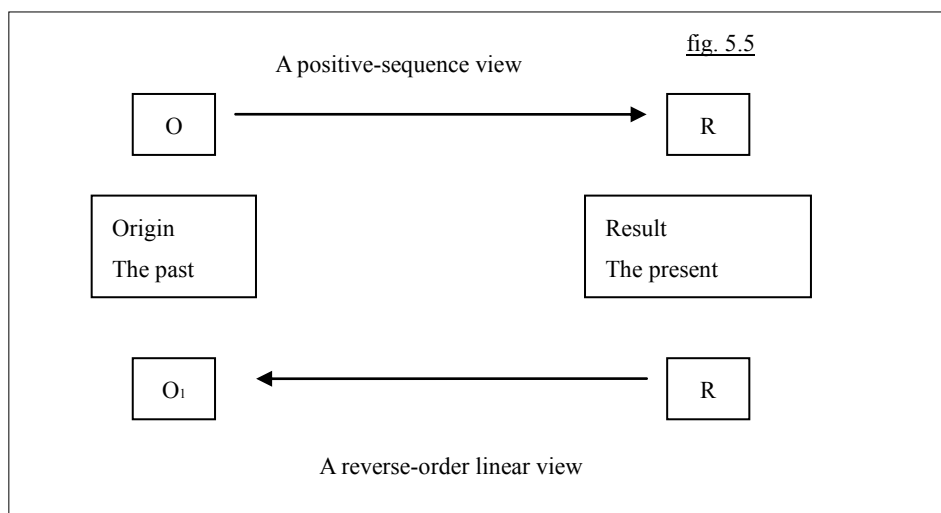 fig. 5.5
A positive-sequence view
O
R
Origin
The past
Result
The present
O₁
R
A reverse-order linear view